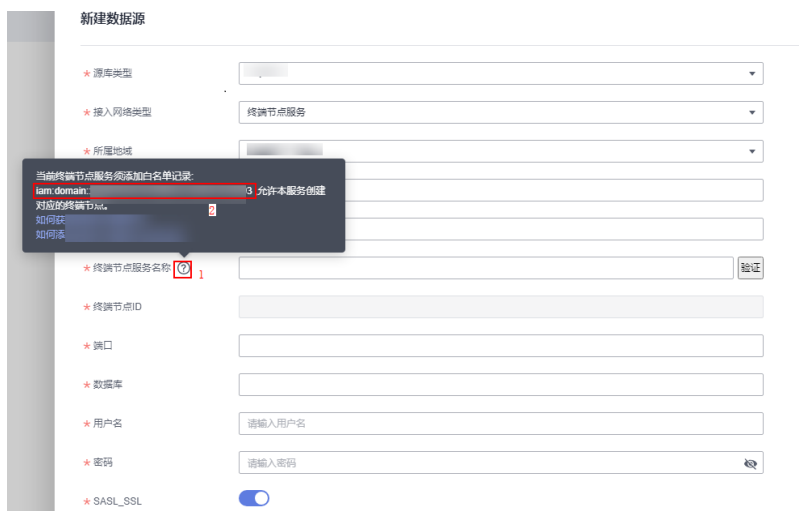 新建数据源
* 源库类型
* 接入网络类型
终端节点服务
* 所属地域
当前终端节点服务须添加白名单记录:
iam:domain: 3 允许本服务创建
对应的终端节点。
2
如何获
如何添
* 终端节点服务名称 ?
1
验证
* 终端节点ID
* 端口
* 数据库
* 用户名
请输入用户名
* 密码
请输入密码
* SASL_SSL